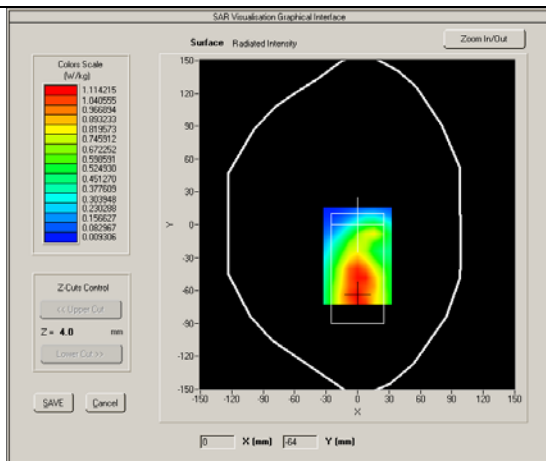 SAR Visualisation Graphical Interface
Surface Radiated Intensity
Zoom In/Out
Colors Scale
(W/kg)
1.114215
1.040555
0.966894
0.893233
0.819573
0.745912
0.672252
0.598591
0.524930
0.451270
0.377609
0.303948
0.230288
0.156627
0.082967
0.009306
150
120
90
60
30
0
-30
-60
-90
-120
-150
Y
-150 -120 -90 -60 -30 0 30 60 90 120 150
X
Z-Cuts Control
<< Upper Cut
Z = 4.0 mm
Lower Cut >>
SAVE Cancel
0 X (mm) -64 Y (mm)